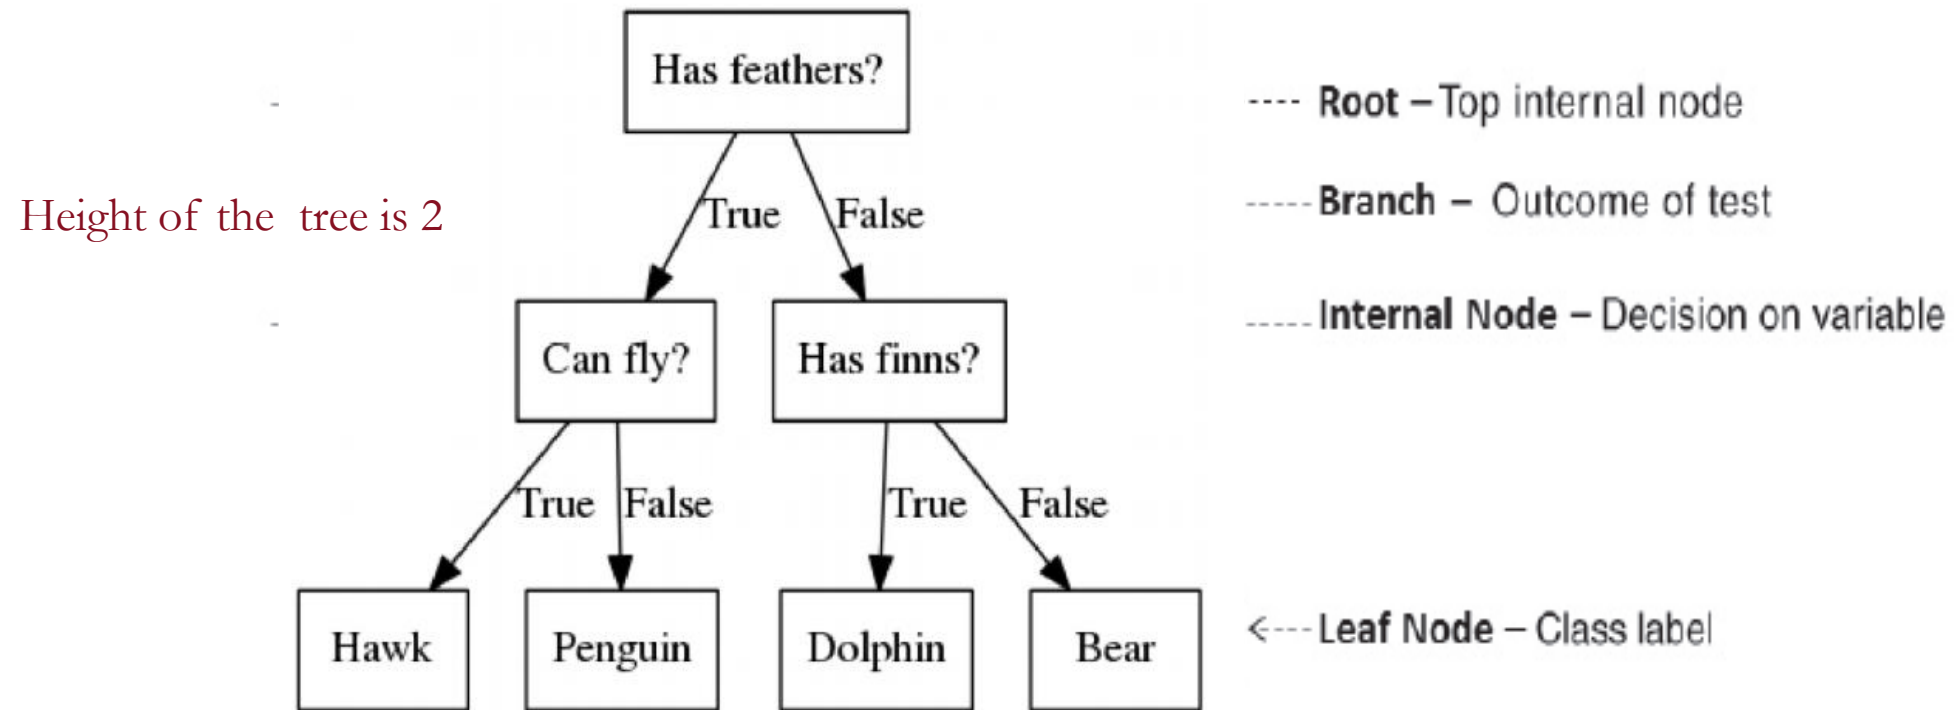 Has feathers?
Root – Top internal node
Branch – Outcome of test
Height of the tree is 2
True
False
Internal Node – Decision on variable
Can fly?
Has finns?
True
False
True
False
Leaf Node – Class label
Hawk
Penguin
Dolphin
Bear